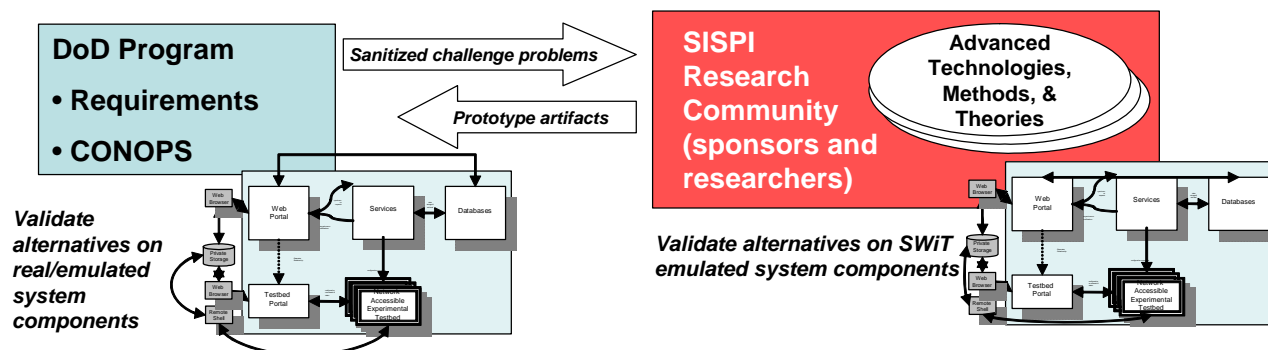 DoD Program
• Requirements
• CONOPS
Sanitized challenge problems
Prototype artifacts
SISPI
Research
Community
(sponsors and
researchers)
Advanced
Technologies,
Methods, &
Theories
Validate
alternatives on
real/emulated
system
components
Web
Browser
Private
Storage
Web
Browser
Remote
Shell
Web
Portal
Services
Databases
Testbed
Portal
Network
Accessible
Experimental
Testbed
Validate alternatives on SWiT
emulated system components
Web
Browser
Private
Storage
Web
Browser
Remote
Shell
Web
Portal
Services
Databases
Testbed
Portal
Network
Accessible
Experimental
Testbed